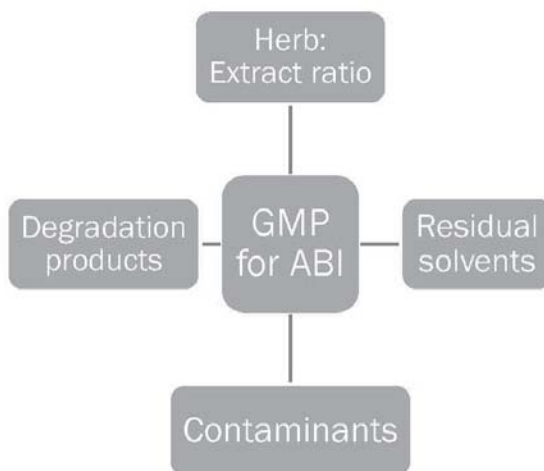 Herb:
Extract ratio
Degradation
products
GMP
for ABI
Residual
solvents
Contaminants